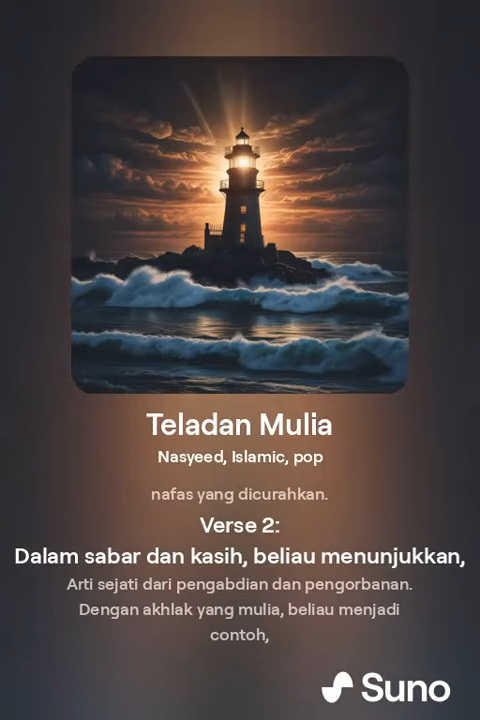 Teladan Mulia
Nasyeed, Islamic, pop
nafas yang dicurahkan.
Verse 2:
Dalam sabar dan kasih, beliau menunjukkan,
Arti sejati dari pengabdian dan pengorbanan.
Dengan akhlak yang mulia, beliau menjadi
contoh,
Suno